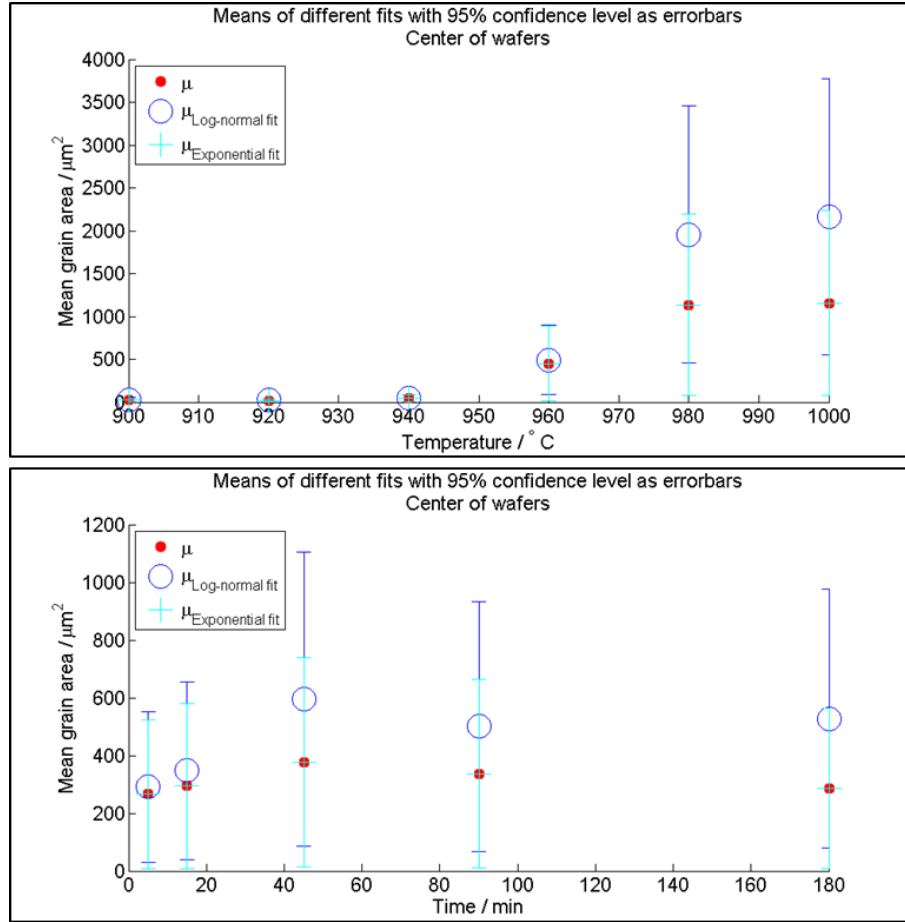 Means of different fits with 95% confidence level as errorbars
Center of wafers
4000
3500
3000
2500
2000
1500
1000
500
0
Mean grain area / μm²
μ
μLog-normal fit
μExponential fit
900 910 920 930 940 950 960 970 980 990 1000
Temperature / ° C
Means of different fits with 95% confidence level as errorbars
Center of wafers
1200
1000
800
600
400
200
0
Mean grain area / μm²
μ
μLog-normal fit
μExponential fit
0 20 40 60 80 100 120 140 160 180
Time / min